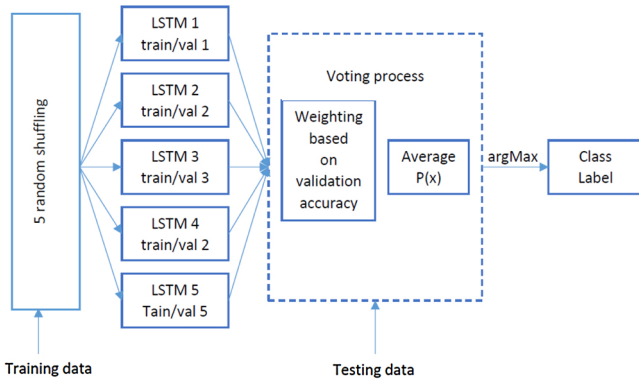 5 random shuffling
LSTM 1
train/val 1
LSTM 2
train/val 2
LSTM 3
train/val 3
LSTM 4
train/val 2
LSTM 5
Tain/val 5
Voting process
Weighting
based
on
validation
accuracy
Average
P(x)
argMax
Class
Label
Training data
Testing data